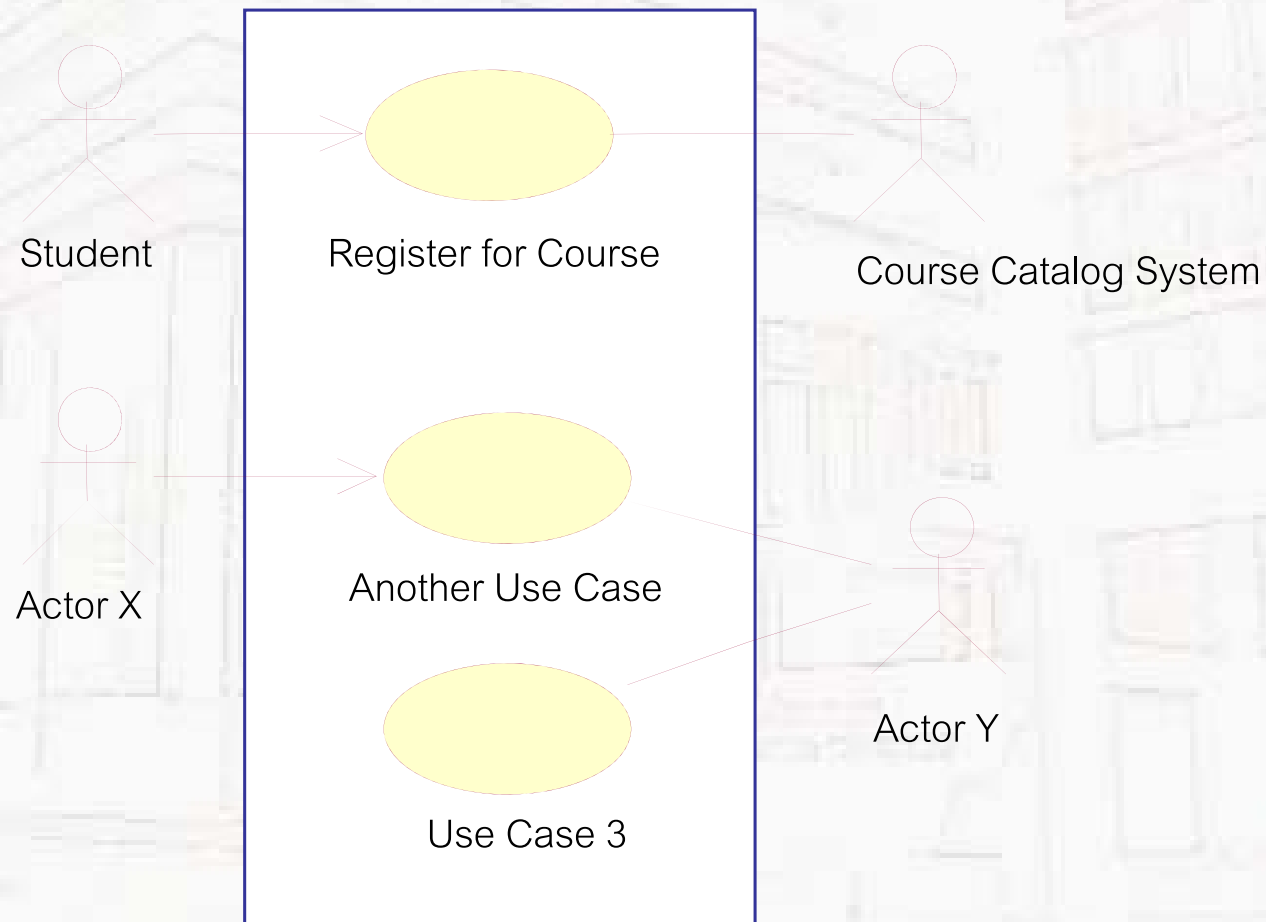 Student
Register for Course
Course Catalog System
Actor X
Another Use Case
Actor Y
Use Case 3